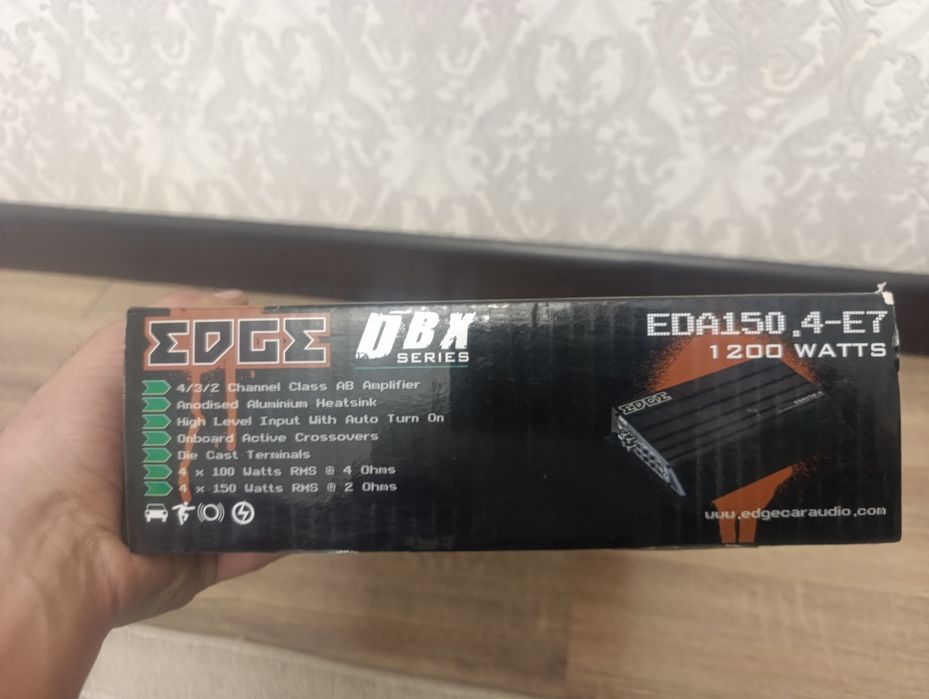 EDGE
DBX
SERIES
EDA150.4-E7
1200 WATTS
4/3/2 Channel Class AB Amplifier
Anodised Aluminium Heatsink
High Level Input With Auto Turn On
Onboard Active Crossovers
Die Cast Terminals
4 x 100 Watts RMS @ 4 Ohms
4 x 150 Watts RMS @ 2 Ohms
EDGE
www.edgecaraudio.com